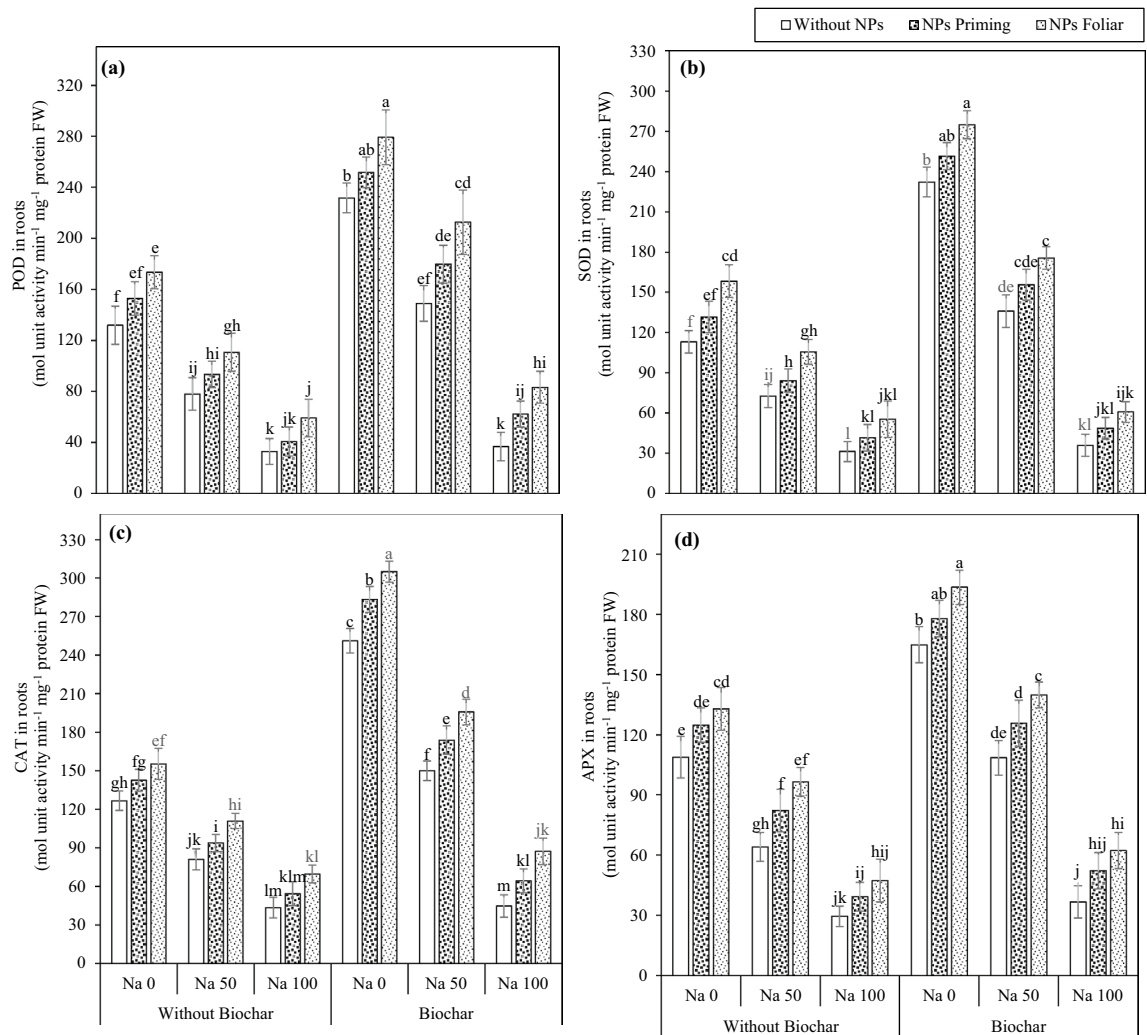 Without NPs NPs Priming NPs Foliar
(a)
POD in roots
(mol unit activity min-1 mg-1 protein FW)
320
280
240
200
160
120
80
40
0
f ef e ij hi gh k jk j b ab a ef de cd k ij hi
(b)
SOD in roots
(mol unit activity min-1 mg-1 protein FW)
330
300
270
240
210
180
150
120
90
60
30
0
f ef cd ij h gh l kl jkl b ab a de cde c kl jkl ijk
(c)
CAT in roots
(mol unit activity min-1 mg-1 protein FW)
330
300
270
240
210
180
150
120
90
60
30
0
gh fg ef jk i hi lm klm kl c b a f e d m kl jk
Na 0 Na 50 Na 100 Na 0 Na 50 Na 100
Without Biochar Biochar
(d)
APX in roots
(mol unit activity min-1 mg-1 protein FW)
210
180
150
120
90
60
30
0
e de cd gh f ef jk ij hij b ab a de d c j hij hi
Na 0 Na 50 Na 100 Na 0 Na 50 Na 100
Without Biochar Biochar